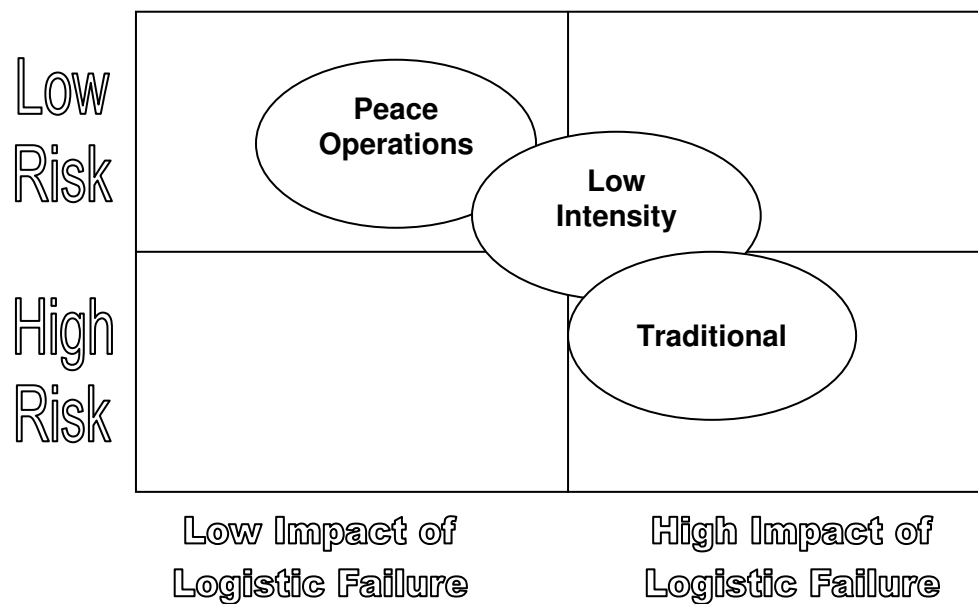 Low
Risk
Peace
Operations
Low
Intensity
High
Risk
Traditional
Low Impact of
Logistic Failure
High Impact of
Logistic Failure